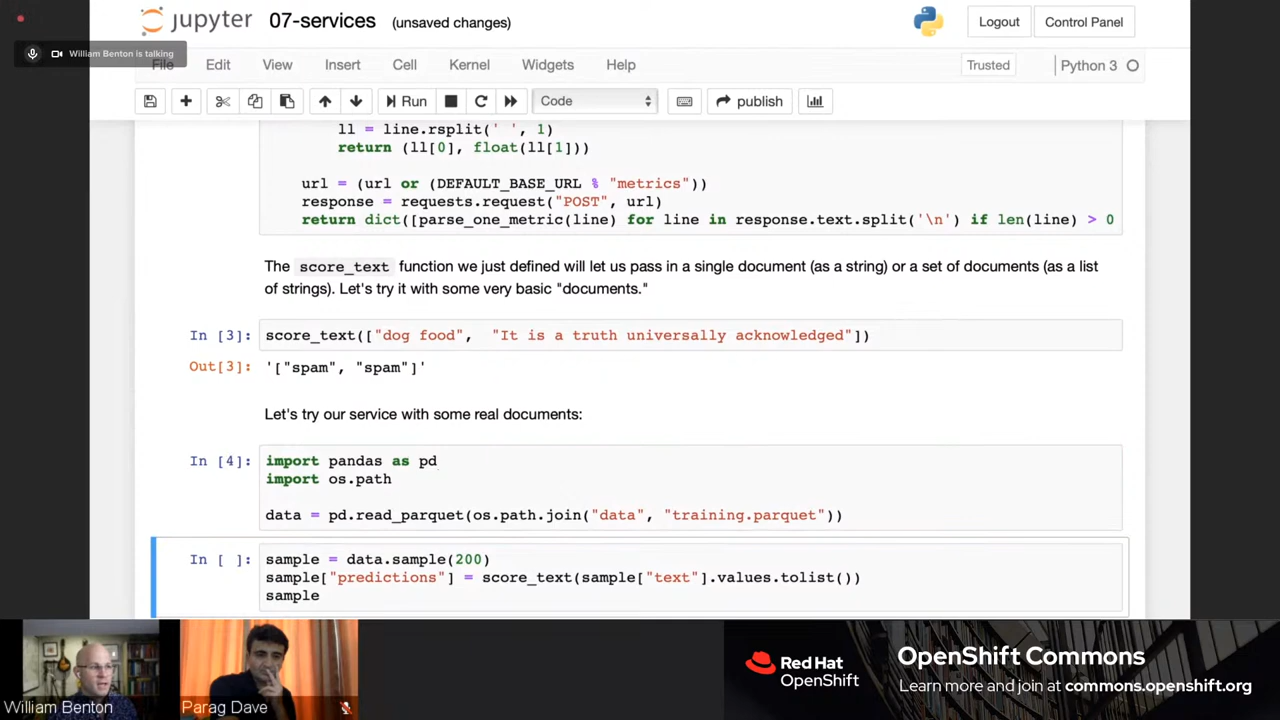 jupyter 07-services (unsaved changes)
Logout
Control Panel
William Benton is talking
File Edit View Insert Cell Kernel Widgets Help
Trusted
Python 3
Run
Code
publish
ll = line.rsplit(' ', 1)
return (ll[0], float(ll[1]))
url = (url or (DEFAULT_BASE_URL % "metrics"))
response = requests.request("POST", url)
return dict([parse_one_metric(line) for line in response.text.split('\n') if len(line) > 0
The score_text function we just defined will let us pass in a single document (as a string) or a set of documents (as a list
of strings). Let's try it with some very basic "documents."
In [3]: score_text(["dog food", "It is a truth universally acknowledged"])
Out[3]: '["spam", "spam"]'
Let's try our service with some real documents:
In [4]: import pandas as pd
import os.path
data = pd.read_parquet(os.path.join("data", "training.parquet"))
In [ ]: sample = data.sample(200)
sample["predictions"] = score_text(sample["text"].values.tolist())
sample
William Benton
Parag Dave
Red Hat
OpenShift
OpenShift Commons
Learn more and join at commons.openshift.org